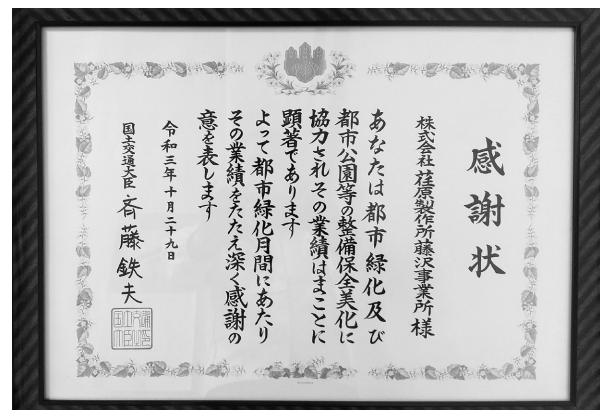 感謝状
株式会社 荏原製作所藤沢事業所 様
あなたは都市緑化及び
都市公園等の整備保全美化に
協力されその業績はまことに
顕著であります
よって都市緑化月間にあたり
その業績をたたえ深く感謝の
意を表します
令和三年十月二十九日
国土交通大臣 斉藤鉄夫